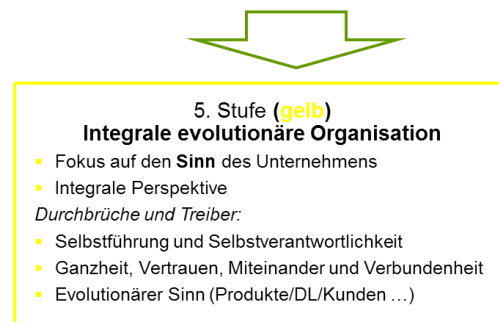 5. Stufe (gelb)
Integrale evolutionäre Organisation
Fokus auf den Sinn des Unternehmens
Integrale Perspektive
Durchbrüche und Treiber:
Selbstführung und Selbstverantwortlichkeit
Ganzheit, Vertrauen, Miteinander und Verbundenheit
Evolutionärer Sinn (Produkte/DL/Kunden …)